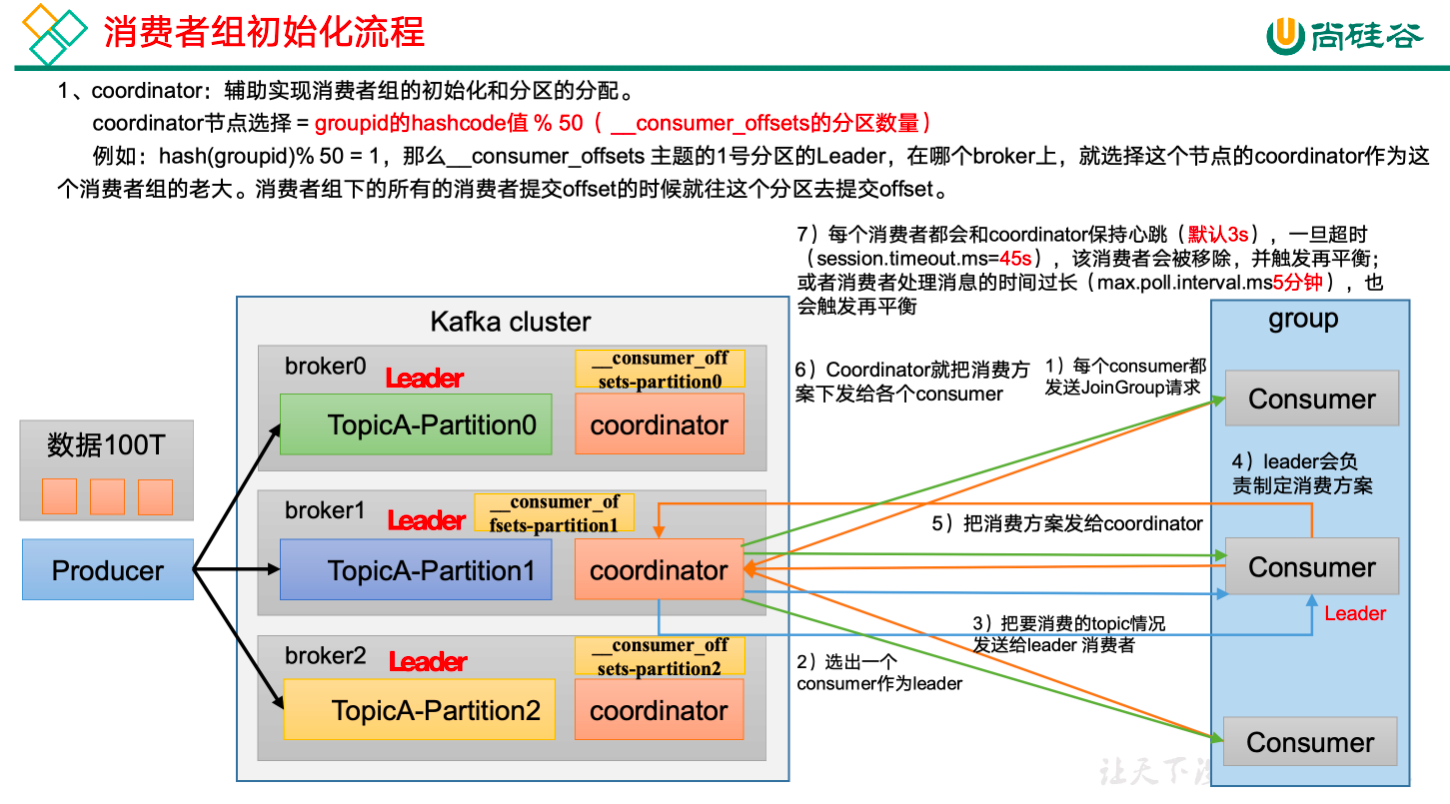 消费者组初始化流程
尚硅谷
1、coordinator：辅助实现消费者组的初始化和分区的分配。
coordinator节点选择 = groupid的hashcode值 % 50（ __consumer_offsets的分区数量）
例如：hash(groupid)% 50 = 1，那么__consumer_offsets 主题的1号分区的Leader，在哪个broker上，就选择这个节点的coordinator作为这
个消费者组的老大。消费者组下的所有的消费者提交offset的时候就往这个分区去提交offset。
7）每个消费者都会和coordinator保持心跳（默认3s），一旦超时
（session.timeout.ms=45s），该消费者会被移除，并触发再平衡；
或者消费者处理消息的时间过长（max.poll.interval.ms5分钟），也
会触发再平衡
Kafka cluster
group
broker0
Leader
__consumer_off
sets-partition0
TopicA-Partition0
coordinator
6）Coordinator就把消费方
案下发给各个consumer
1）每个consumer都
发送JoinGroup请求
Consumer
数据100T
4）leader会负
责制定消费方案
broker1
Leader
__consumer_of
fsets-partition1
5）把消费方案发给coordinator
Producer
TopicA-Partition1
coordinator
Consumer
Leader
3）把要消费的topic情况
发送给leader 消费者
broker2
Leader
__consumer_off
sets-partition2
2）选出一个
consumer作为leader
TopicA-Partition2
coordinator
Consumer
让天下